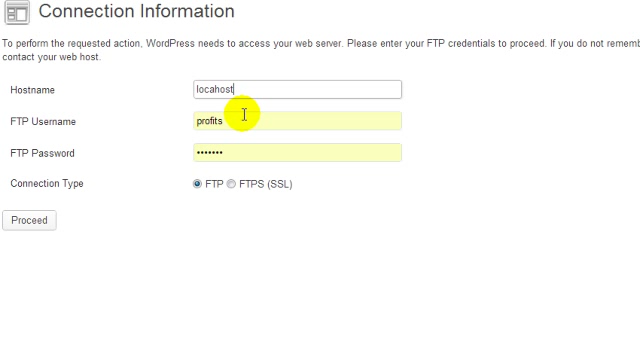 Connection Information
To perform the requested action, WordPress needs to access your web server. Please enter your FTP credentials to proceed. If you do not
contact your web host.
Hostname
locahost
FTP Username
profits
FTP Password
•••••••
Connection Type
FTP FTPS (SSL)
Proceed